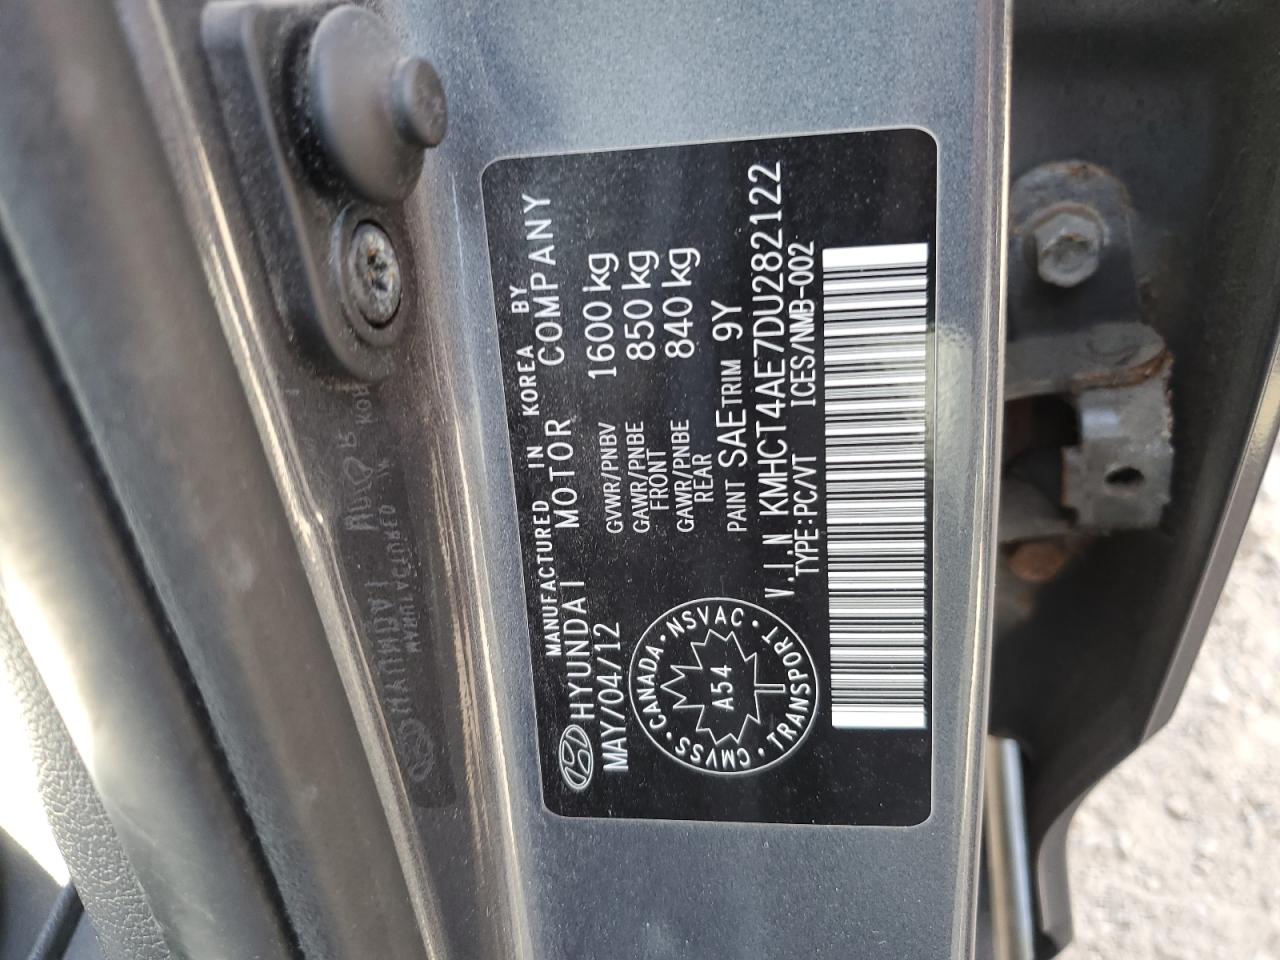 MANUFACTURED IN KOREA BY
HYUNDAI MOTOR COMPANY
MAY/04/12
GVWR/PNBV 1600 kg
GAWR/PNBE FRONT 850 kg
GAWR/PNBE REAR 840 kg
PAINT SAE TRIM 9Y
V.I.N KMHCT4AE7DU282122
TYPE:PC/VT ICES/NMB-002
CANADA · NSVAC · TRANSPORT · CMVSS ·
A54
T